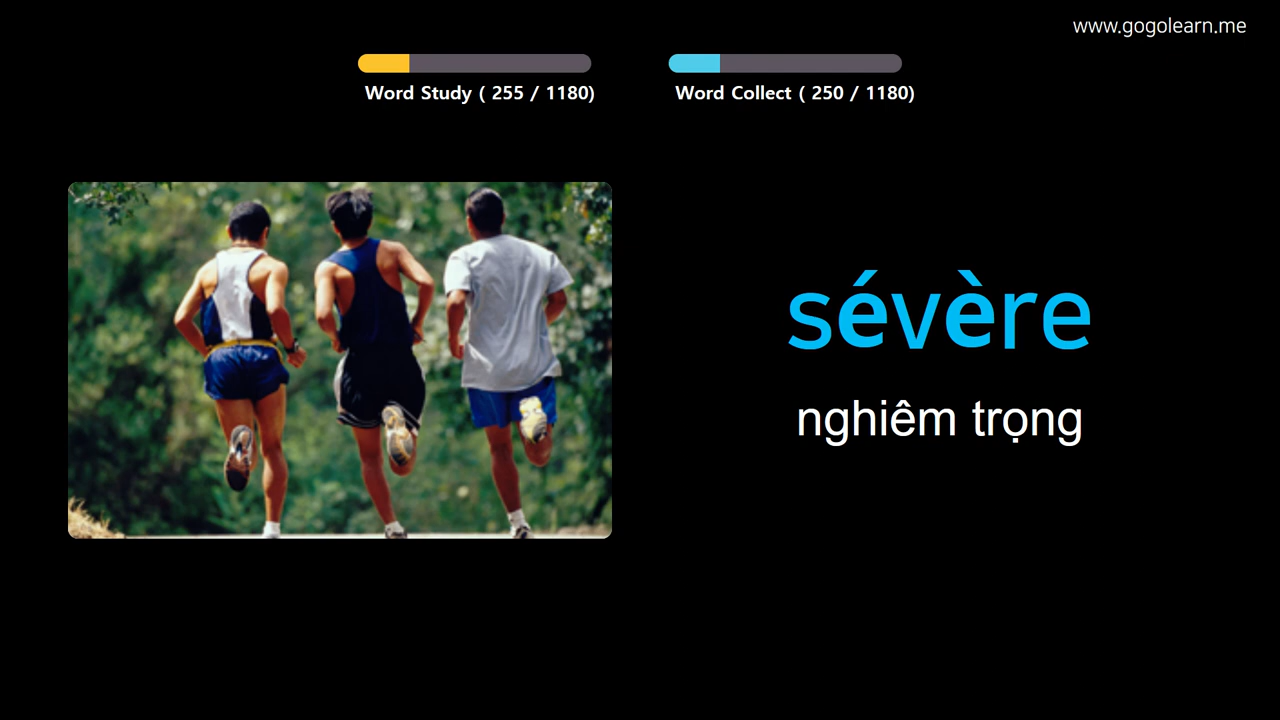 www.gogolearn.me
Word Study ( 255 / 1180)
Word Collect ( 250 / 1180)
sévère
nghiêm trọng